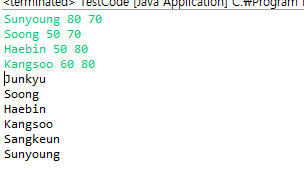 <terminated> TestCode [Java Application] C:\Program
Sunyoung 80 70
Soong 50 70
Haebin 50 80
Kangsoo 60 80
Junkyu
Soong
Haebin
Kangsoo
Sangkeun
Sunyoung